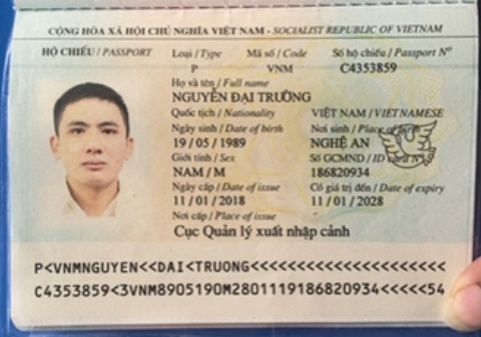 CỘNG HÒA XÃ HỘI CHỦ NGHĨA VIỆT NAM - SOCIALIST REPUBLIC OF VIETNAM
HỘ CHIẾU / PASSPORT Loại / Type Mã số / Code Số hộ chiếu / Passport Nº
P VNM C4353859
Họ và tên / Full name
NGUYỄN ĐẠI TRƯỜNG
Quốc tịch / Nationality VIỆT NAM / VIETNAMESE
Ngày sinh / Date of birth Nơi sinh / Place of birth
19 / 05 / 1989 NGHỆ AN
Giới tính / Sex Số GCMND / ID card Nº
NAM / M 186820934
Ngày cấp / Date of issue Có giá trị đến / Date of expiry
11 / 01 / 2018 11 / 01 / 2028
Nơi cấp / Place of issue
Cục Quản lý xuất nhập cảnh
P<VNMNGUYEN<<DAI<TRUONG<<<<<<<<<<<<<<<<<<<<<
C4353859<3VNM8905190M2801119186820934<<<<<54